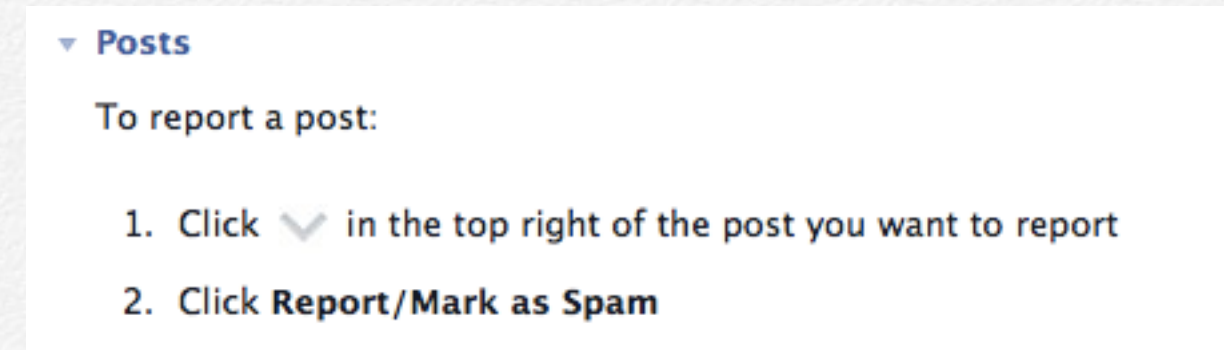 Posts
To report a post:
1. Click in the top right of the post you want to report
2. Click Report/Mark as Spam